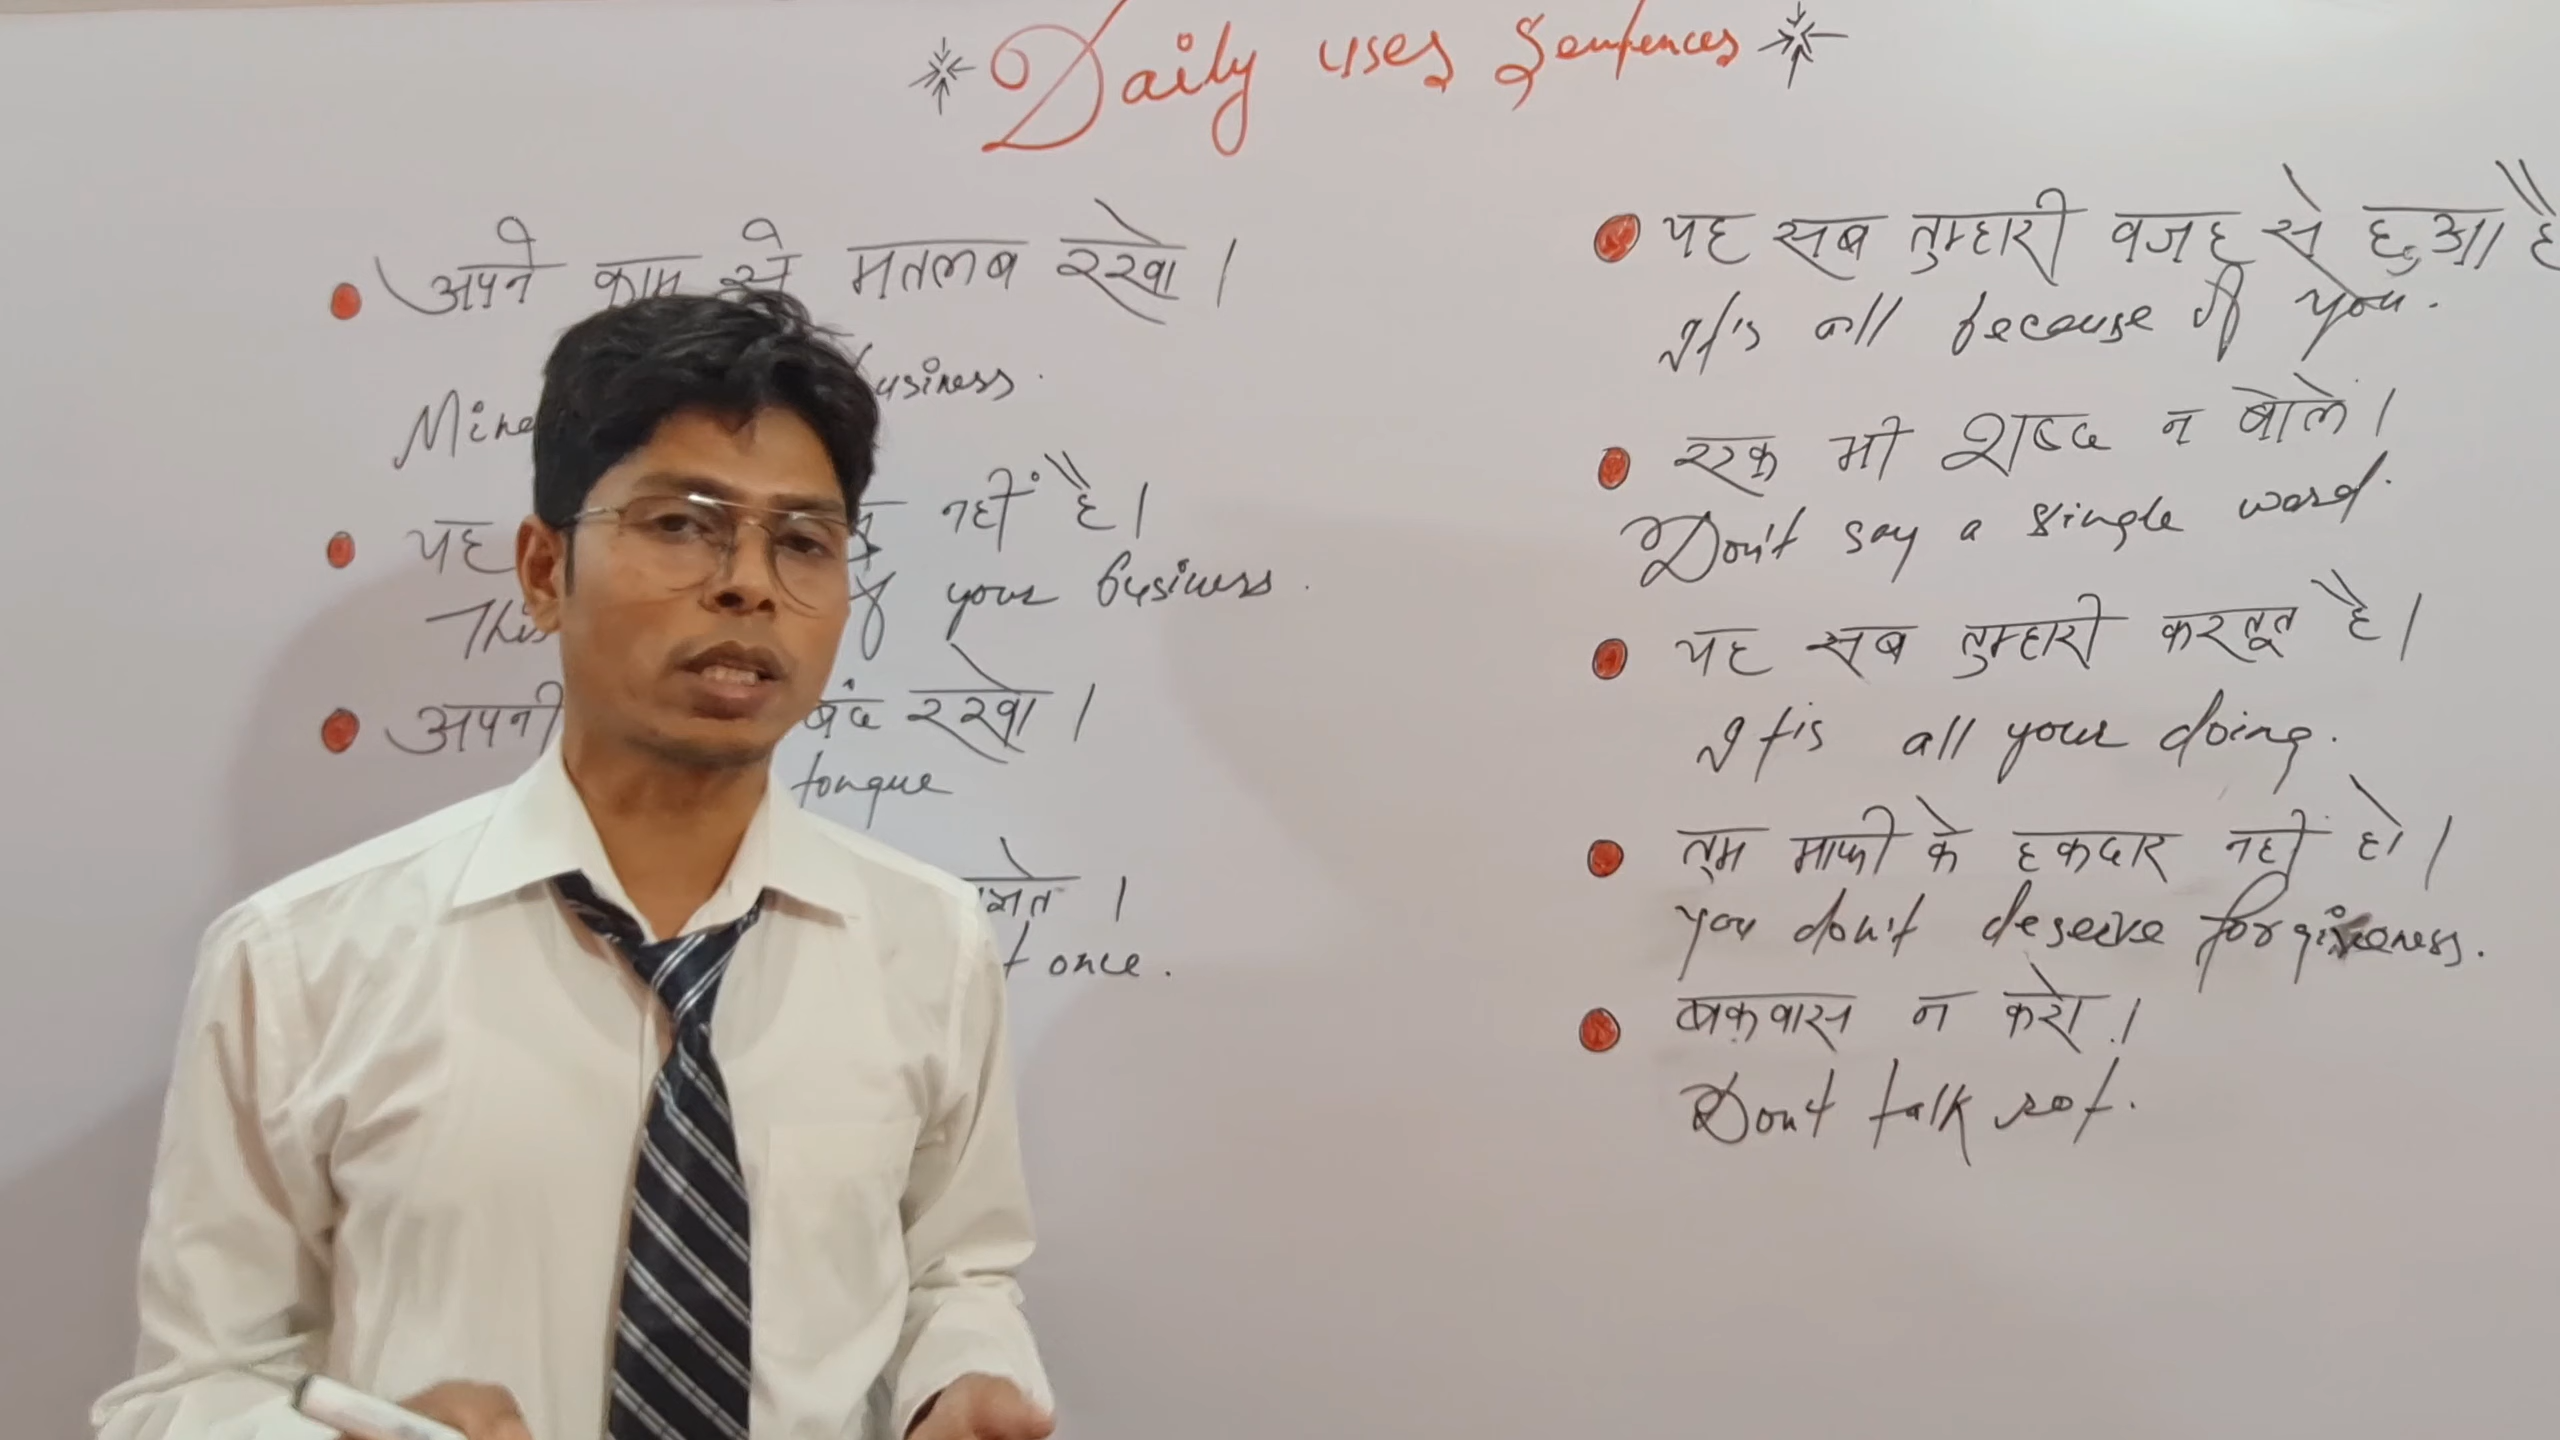 Daily uses Sentences
अपने काम से मतलब रखो।
business.
यह नहीं है।
This of your business.
अपनी बंद रखो।
tongue
once.
यह सब तुम्हारी वजह से हुआ है
It's all because of you.
एक भी शब्द न बोले।
Don't say a single word.
यह सब तुम्हारी करतूत है।
It is all your doing.
तुम माफी के हकदार नहीं हो।
you don't deserve forgiveness.
बकवास न करो।
Don't talk rot.